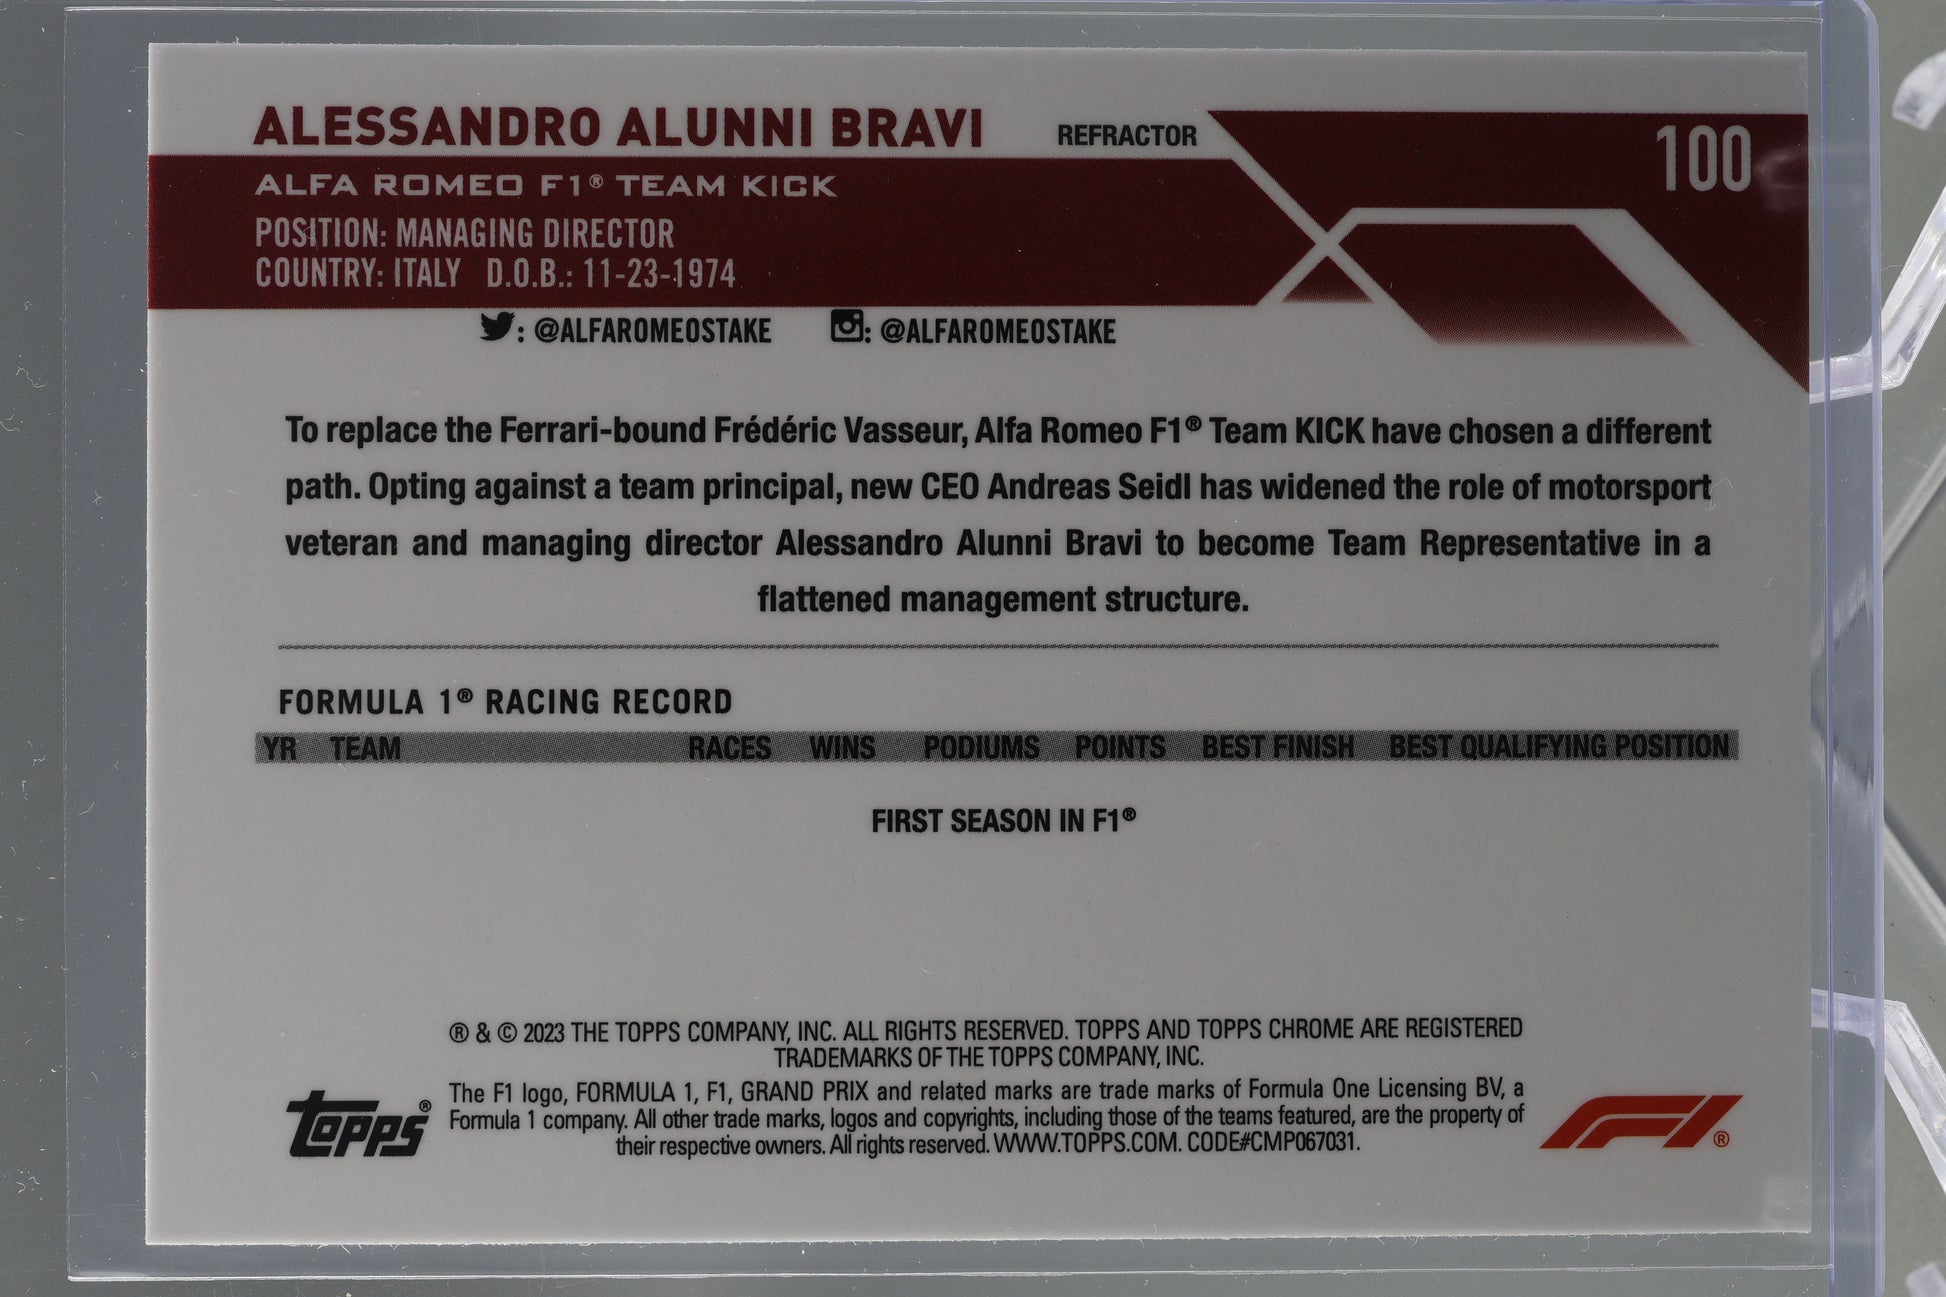 ALESSANDRO ALUNNI BRAVI
REFRACTOR
100
ALFA ROMEO F1® TEAM KICK
POSITION: MANAGING DIRECTOR
COUNTRY: ITALY D.O.B.: 11-23-1974
: @ALFAROMEOSTAKE : @ALFAROMEOSTAKE
To replace the Ferrari-bound Frédéric Vasseur, Alfa Romeo F1® Team KICK have chosen a different
path. Opting against a team principal, new CEO Andreas Seidl has widened the role of motorsport
veteran and managing director Alessandro Alunni Bravi to become Team Representative in a
flattened management structure.
FORMULA 1® RACING RECORD
YR TEAM RACES WINS PODIUMS POINTS BEST FINISH BEST QUALIFYING POSITION
FIRST SEASON IN F1®
® & © 2023 THE TOPPS COMPANY, INC. ALL RIGHTS RESERVED. TOPPS AND TOPPS CHROME ARE REGISTERED
TRADEMARKS OF THE TOPPS COMPANY, INC.
The F1 logo, FORMULA 1, F1, GRAND PRIX and related marks are trade marks of Formula One Licensing BV, a
Formula 1 company. All other trade marks, logos and copyrights, including those of the teams featured, are the property of
their respective owners. All rights reserved. WWW.TOPPS.COM. CODE#CMP067031.
topps®
F1®